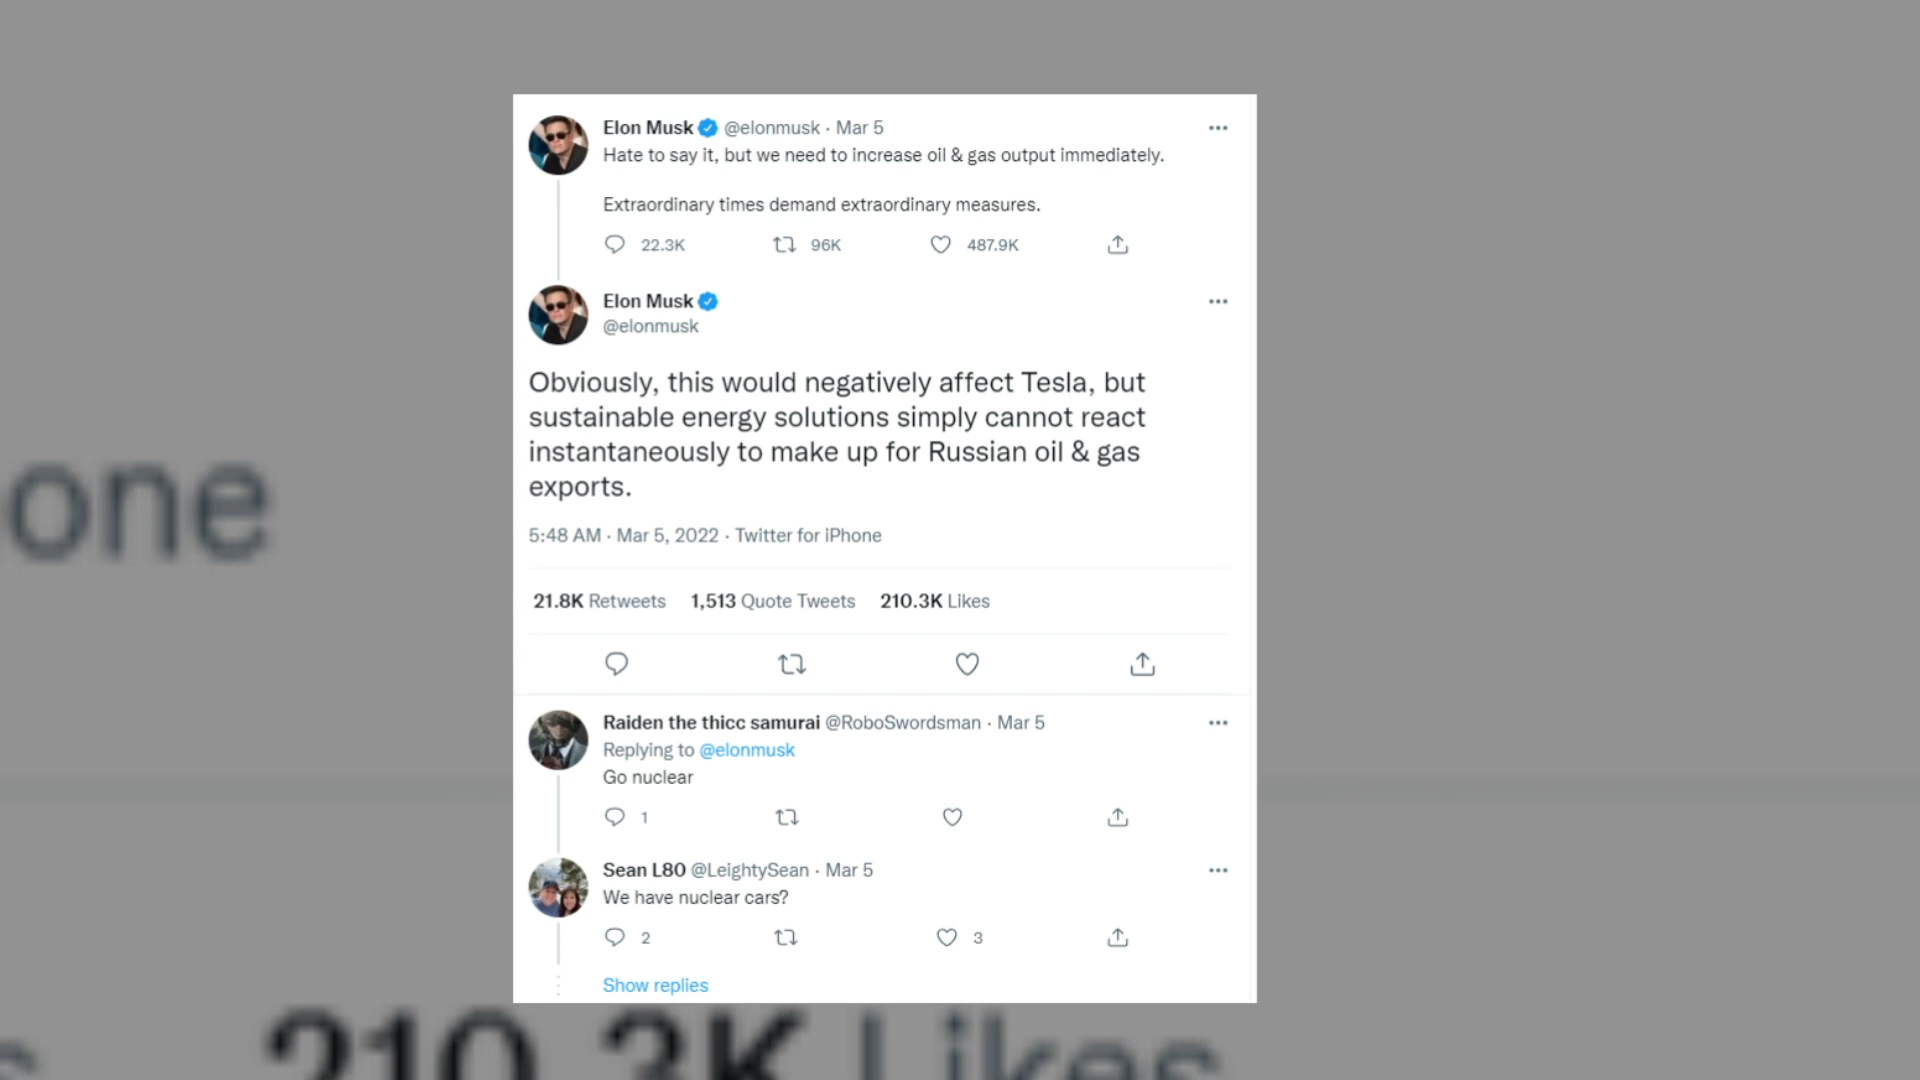 Elon Musk @elonmusk · Mar 5
Hate to say it, but we need to increase oil & gas output immediately.
Extraordinary times demand extraordinary measures.
22.3K 96K 487.9K
Elon Musk
@elonmusk
Obviously, this would negatively affect Tesla, but
sustainable energy solutions simply cannot react
instantaneously to make up for Russian oil & gas
exports.
5:48 AM · Mar 5, 2022 · Twitter for iPhone
21.8K Retweets 1,513 Quote Tweets 210.3K Likes
Raiden the thicc samurai @RoboSwordsman · Mar 5
Replying to @elonmusk
Go nuclear
1
Sean L80 @LeightySean · Mar 5
We have nuclear cars?
2 3
Show replies
one
s 210.3K Likes